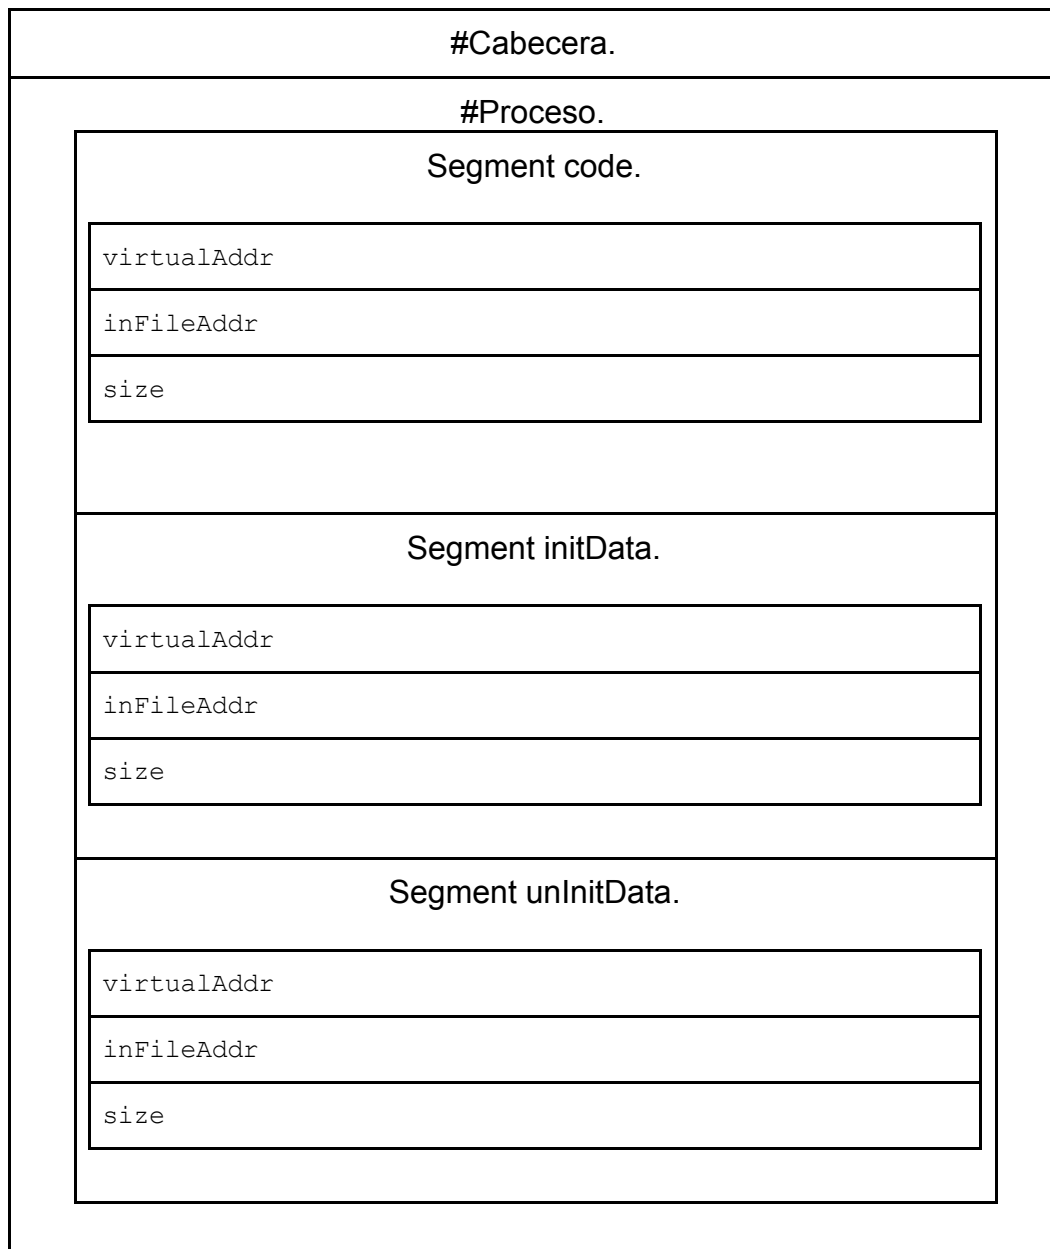 #Cabecera.
#Proceso.
Segment code.
virtualAddr
inFileAddr
size
Segment initData.
virtualAddr
inFileAddr
size
Segment unInitData.
virtualAddr
inFileAddr
size